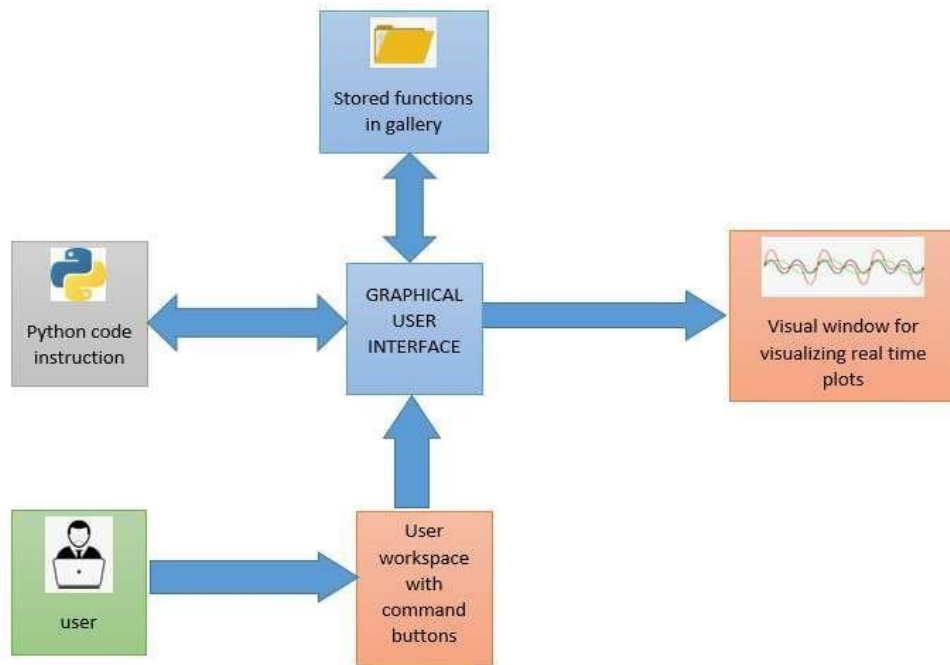 Stored functions
in gallery
Python code
instruction
GRAPHICAL
USER
INTERFACE
Visual window for
visualizing real time
plots
user
User
workspace
with
command
buttons